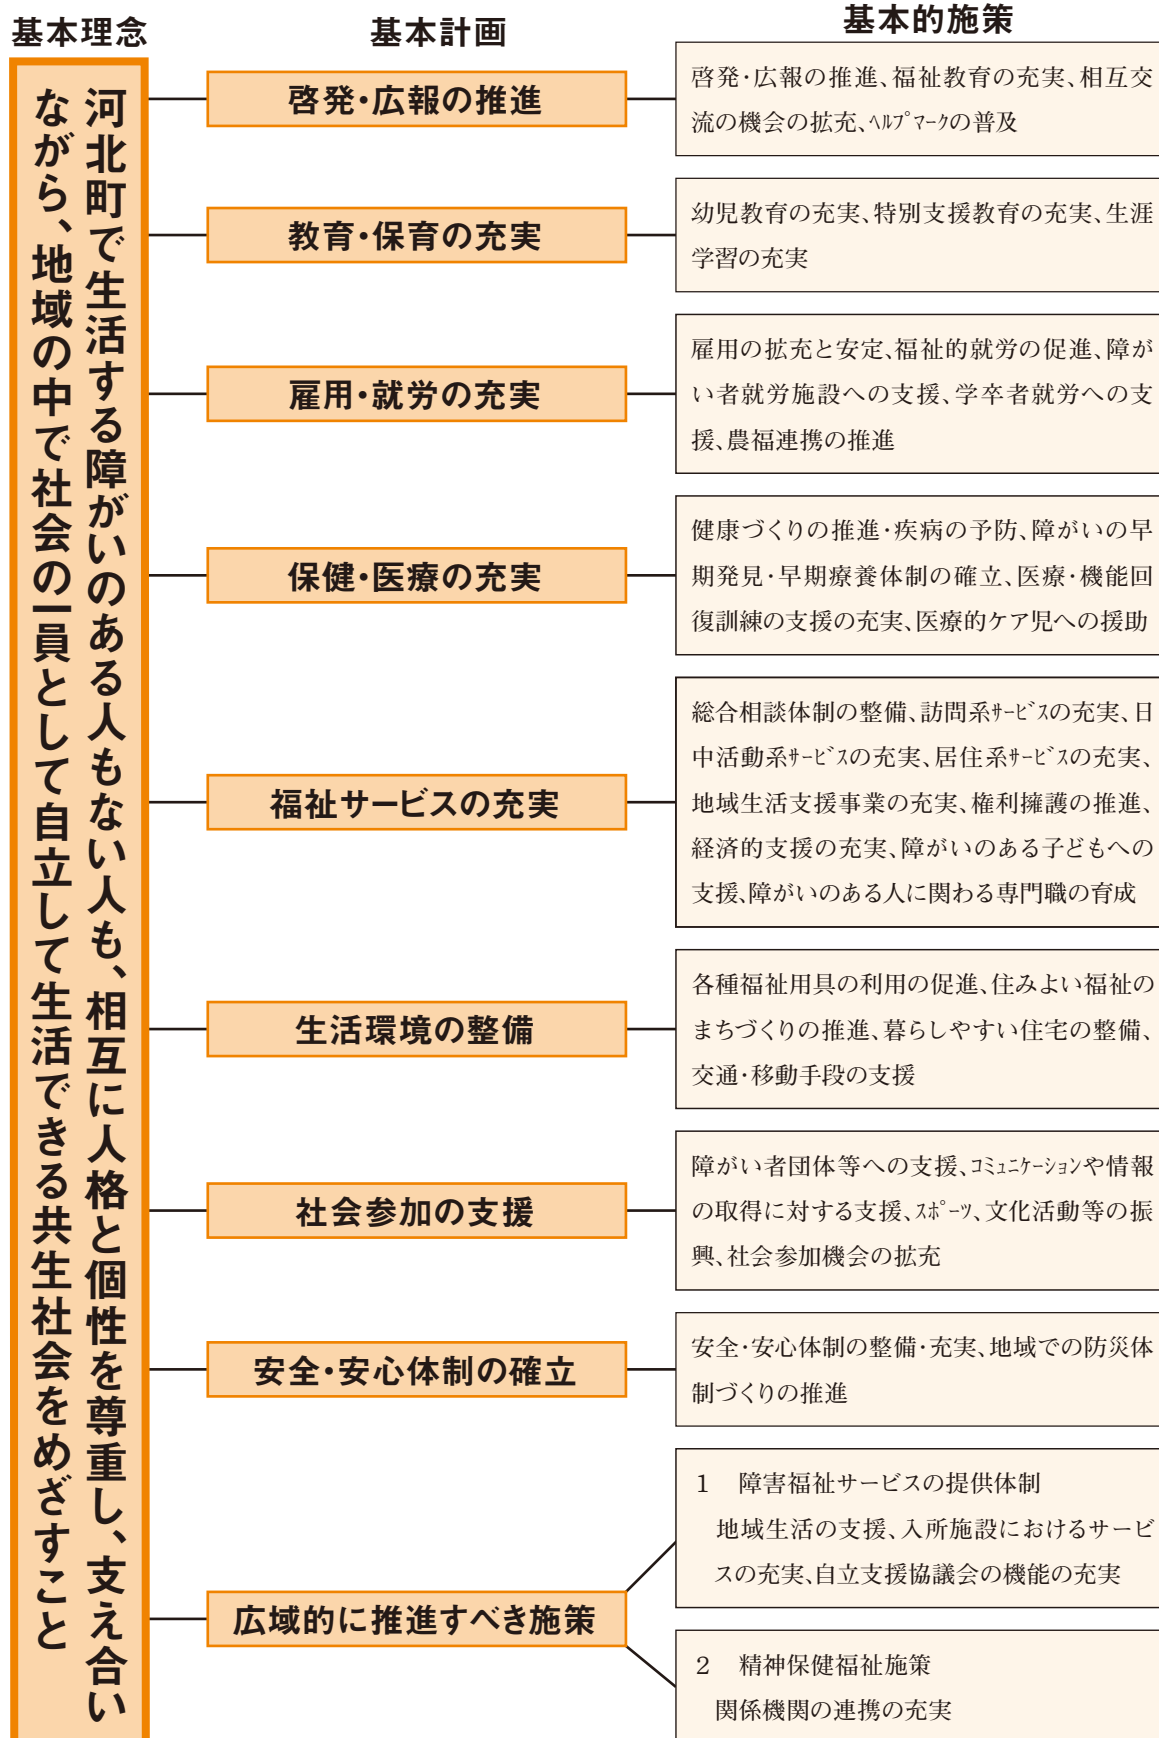 基本理念
基本計画
基本的施策
河北町で生活する障がいのある人もない人も、相互に人格と個性を尊重し、支え合い
ながら、地域の中で社会の一員として自立して生活できる共生社会をめざすこと
啓発・広報の推進
啓発・広報の推進、福祉教育の充実、相互交
流の機会の拡充、ﾍﾙﾌﾟﾏｰｸの普及
教育・保育の充実
幼児教育の充実、特別支援教育の充実、生涯
学習の充実
雇用・就労の充実
雇用の拡充と安定、福祉的就労の促進、障が
い者就労施設への支援、学卒者就労への支
援、農福連携の推進
保健・医療の充実
健康づくりの推進・疾病の予防、障がいの早
期発見・早期療養体制の確立、医療・機能回
復訓練の支援の充実、医療的ケア児への援助
福祉サービスの充実
総合相談体制の整備、訪問系ｻｰﾋﾞｽの充実、日
中活動系ｻｰﾋﾞｽの充実、居住系ｻｰﾋﾞｽの充実、
地域生活支援事業の充実、権利擁護の推進、
経済的支援の充実、障がいのある子どもへの
支援、障がいのある人に関わる専門職の育成
生活環境の整備
各種福祉用具の利用の促進、住みよい福祉の
まちづくりの推進、暮らしやすい住宅の整備、
交通・移動手段の支援
社会参加の支援
障がい者団体等への支援、ｺﾐｭﾆｹｰｼｮﾝや情報
の取得に対する支援、ｽﾎﾟｰﾂ、文化活動等の振
興、社会参加機会の拡充
安全・安心体制の確立
安全・安心体制の整備・充実、地域での防災体
制づくりの推進
広域的に推進すべき施策
1　障害福祉サービスの提供体制
地域生活の支援、入所施設におけるサービ
スの充実、自立支援協議会の機能の充実
2　精神保健福祉施策
関係機関の連携の充実